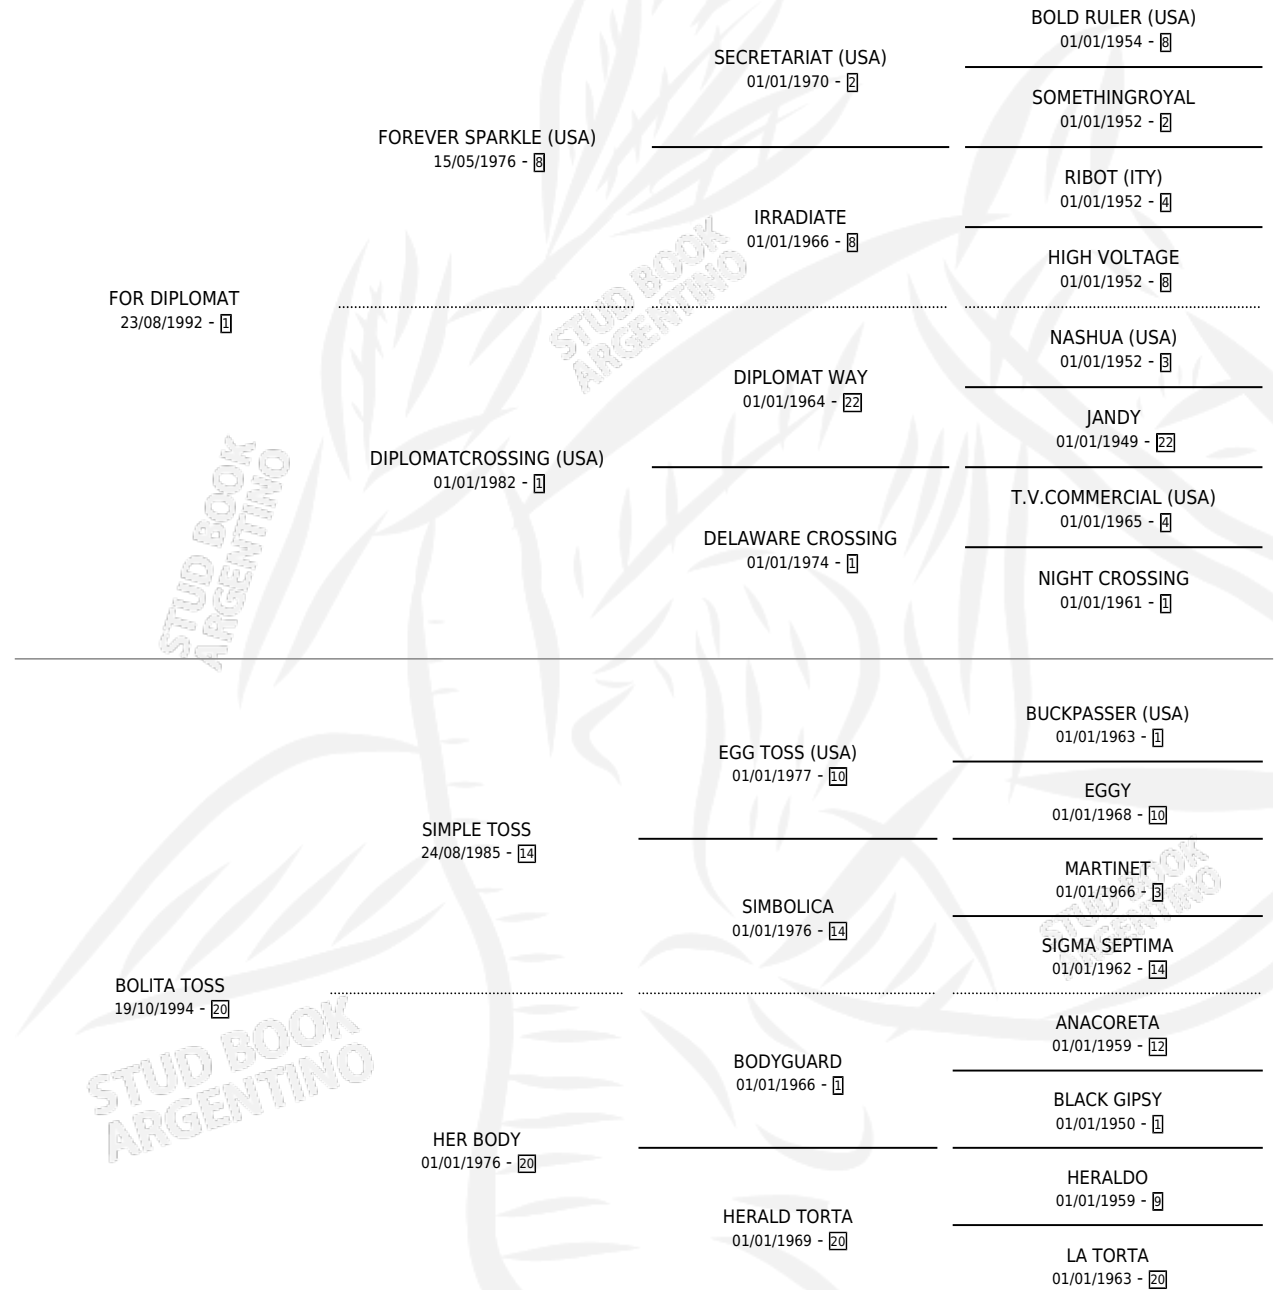 BOLD RULER (USA)
01/01/1954 - 8
SECRETARIAT (USA)
01/01/1970 - 2
SOMETHINGROYAL
01/01/1952 - 2
FOREVER SPARKLE (USA)
15/05/1976 - 8
RIBOT (ITY)
01/01/1952 - 4
IRRADIATE
01/01/1966 - 8
HIGH VOLTAGE
01/01/1952 - 8
FOR DIPLOMAT
23/08/1992 - 1
NASHUA (USA)
01/01/1952 - 3
DIPLOMAT WAY
01/01/1964 - 22
JANDY
01/01/1949 - 22
DIPLOMATCROSSING (USA)
01/01/1982 - 1
T.V.COMMERCIAL (USA)
01/01/1965 - 4
DELAWARE CROSSING
01/01/1974 - 1
NIGHT CROSSING
01/01/1961 - 1
BUCKPASSER (USA)
01/01/1963 - 1
EGG TOSS (USA)
01/01/1977 - 10
EGGY
01/01/1968 - 10
SIMPLE TOSS
24/08/1985 - 14
MARTINET
01/01/1966 - 3
SIMBOLICA
01/01/1976 - 14
SIGMA SEPTIMA
01/01/1962 - 14
BOLITA TOSS
19/10/1994 - 20
ANACORETA
01/01/1959 - 12
BODYGUARD
01/01/1966 - 1
BLACK GIPSY
01/01/1950 - 1
HER BODY
01/01/1976 - 20
HERALDO
01/01/1959 - 9
HERALD TORTA
01/01/1969 - 20
LA TORTA
01/01/1963 - 20
STUD BOOK
ARGENTINO
STUD BOOK
ARGENTINO
STUD BOOK
ARGENTINO
STUD BOOK
ARGENTINO